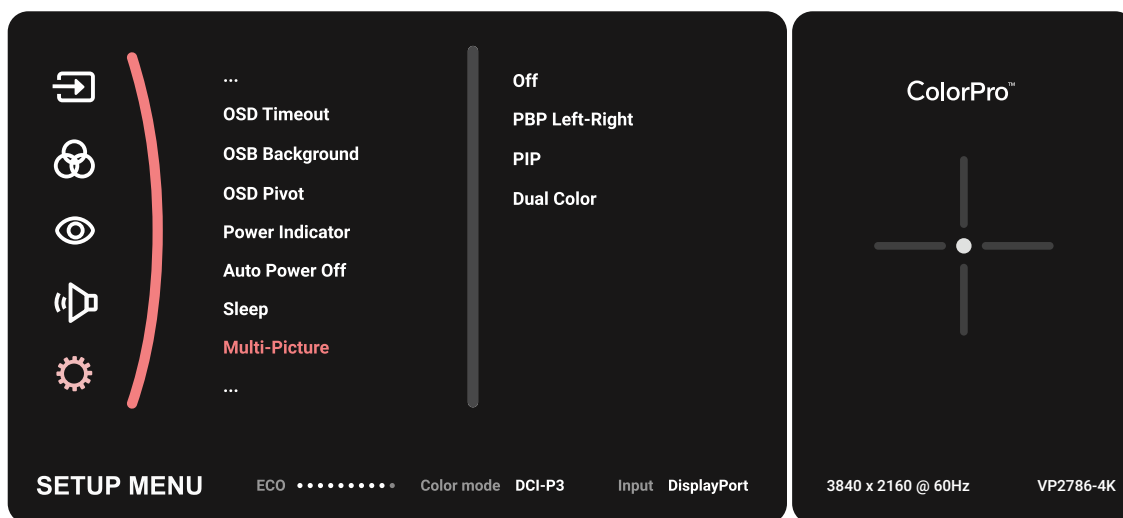 ...
OSD Timeout
OSB Background
OSD Pivot
Power Indicator
Auto Power Off
Sleep
Multi-Picture
...
Off
PBP Left-Right
PIP
Dual Color
SETUP MENU
ECO
Color mode DCI-P3
Input DisplayPort
ColorPro™
3840 x 2160 @ 60Hz
VP2786-4K